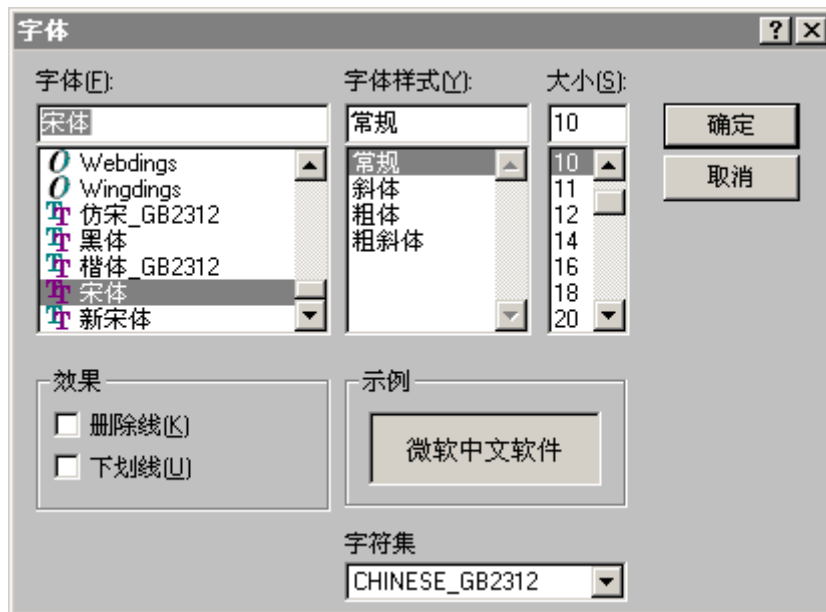 字体
字体(F):
宋体
Webdings
Wingdings
仿宋_GB2312
黑体
楷体_GB2312
宋体
新宋体
字体样式(Y):
常规
常规
斜体
粗体
粗斜体
大小(S):
10
10
11
12
14
16
18
20
确定
取消
效果
删除线(K)
下划线(U)
示例
微软中文软件
字符集
CHINESE_GB2312